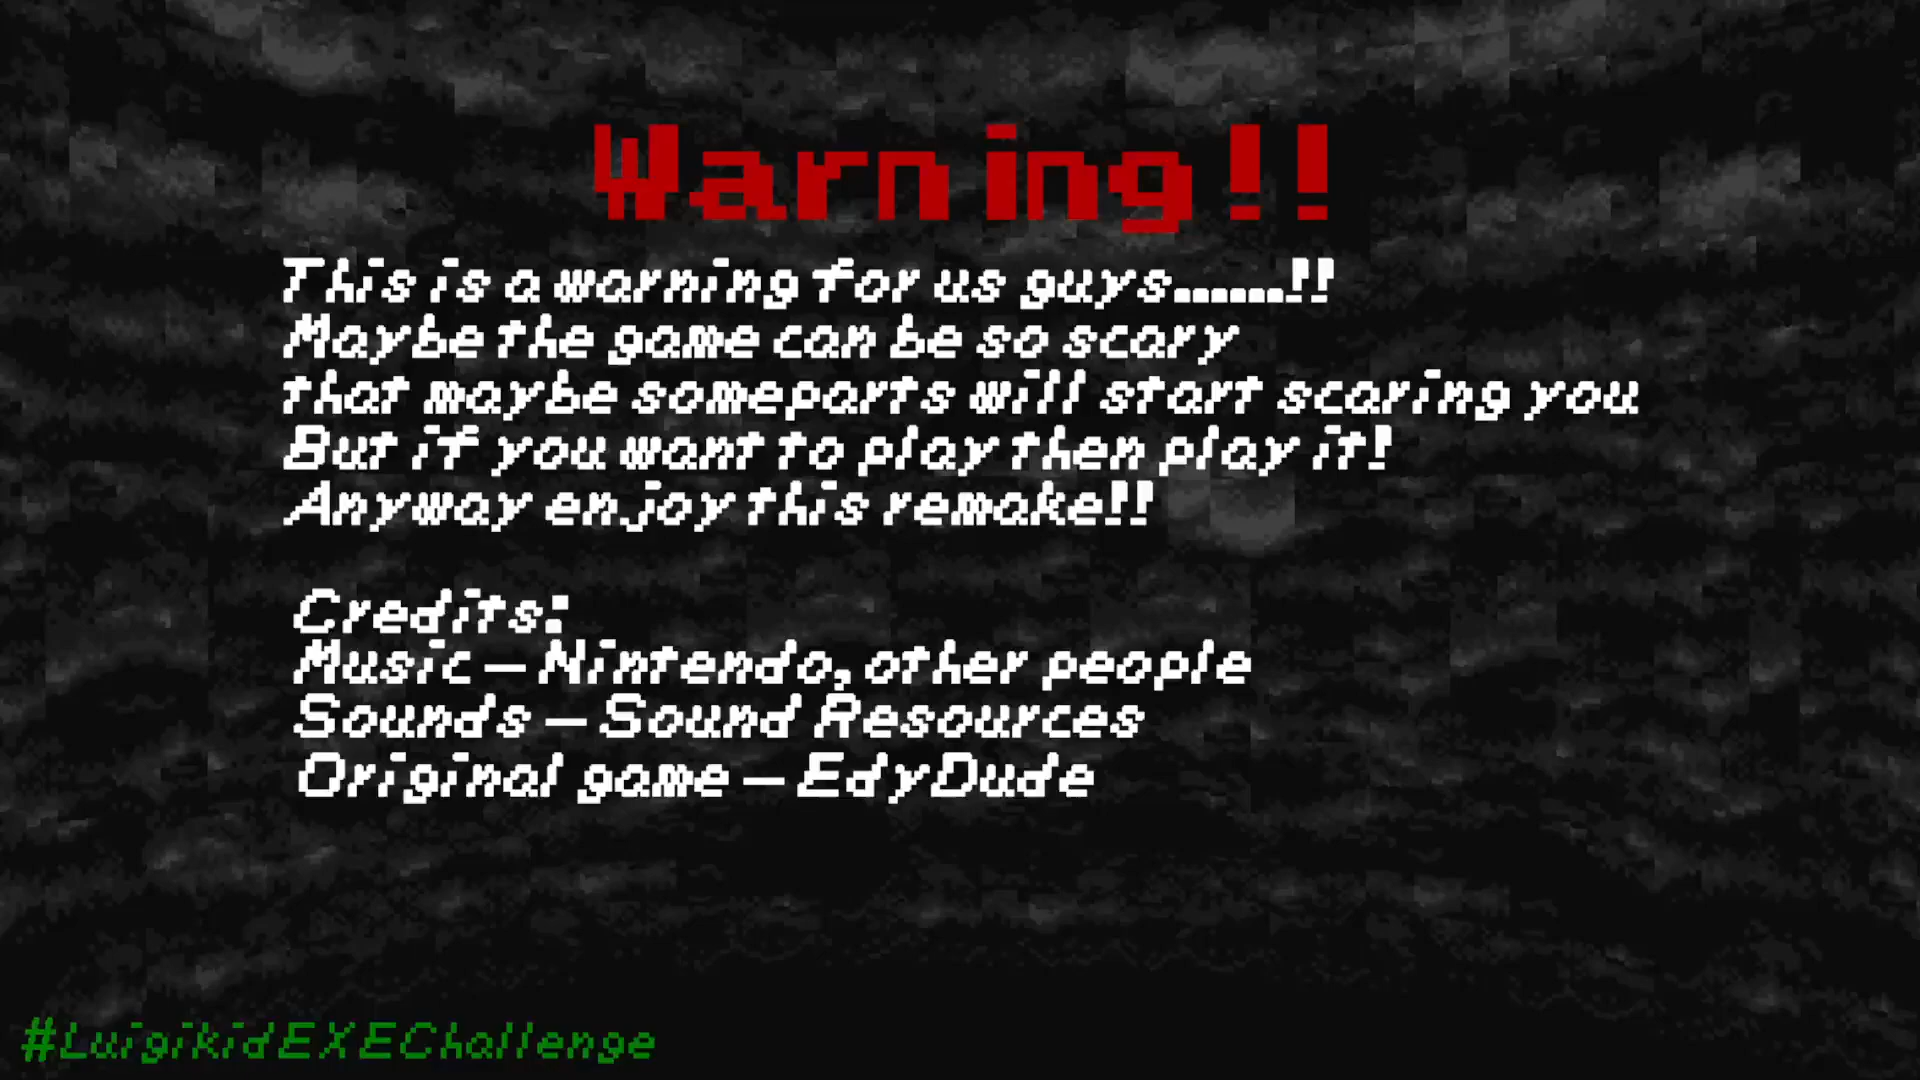 Warning!!
This is a warning for us guys......!!
Maybe the game can be so scary
that maybe someparts will start scaring you
But if you want to play then play it!
Anyway enjoy this remake!!
Credits:
Music - Nintendo, other people
Sounds - Sound Resources
Original game - EdyDude
#LuigikidEXEChallenge